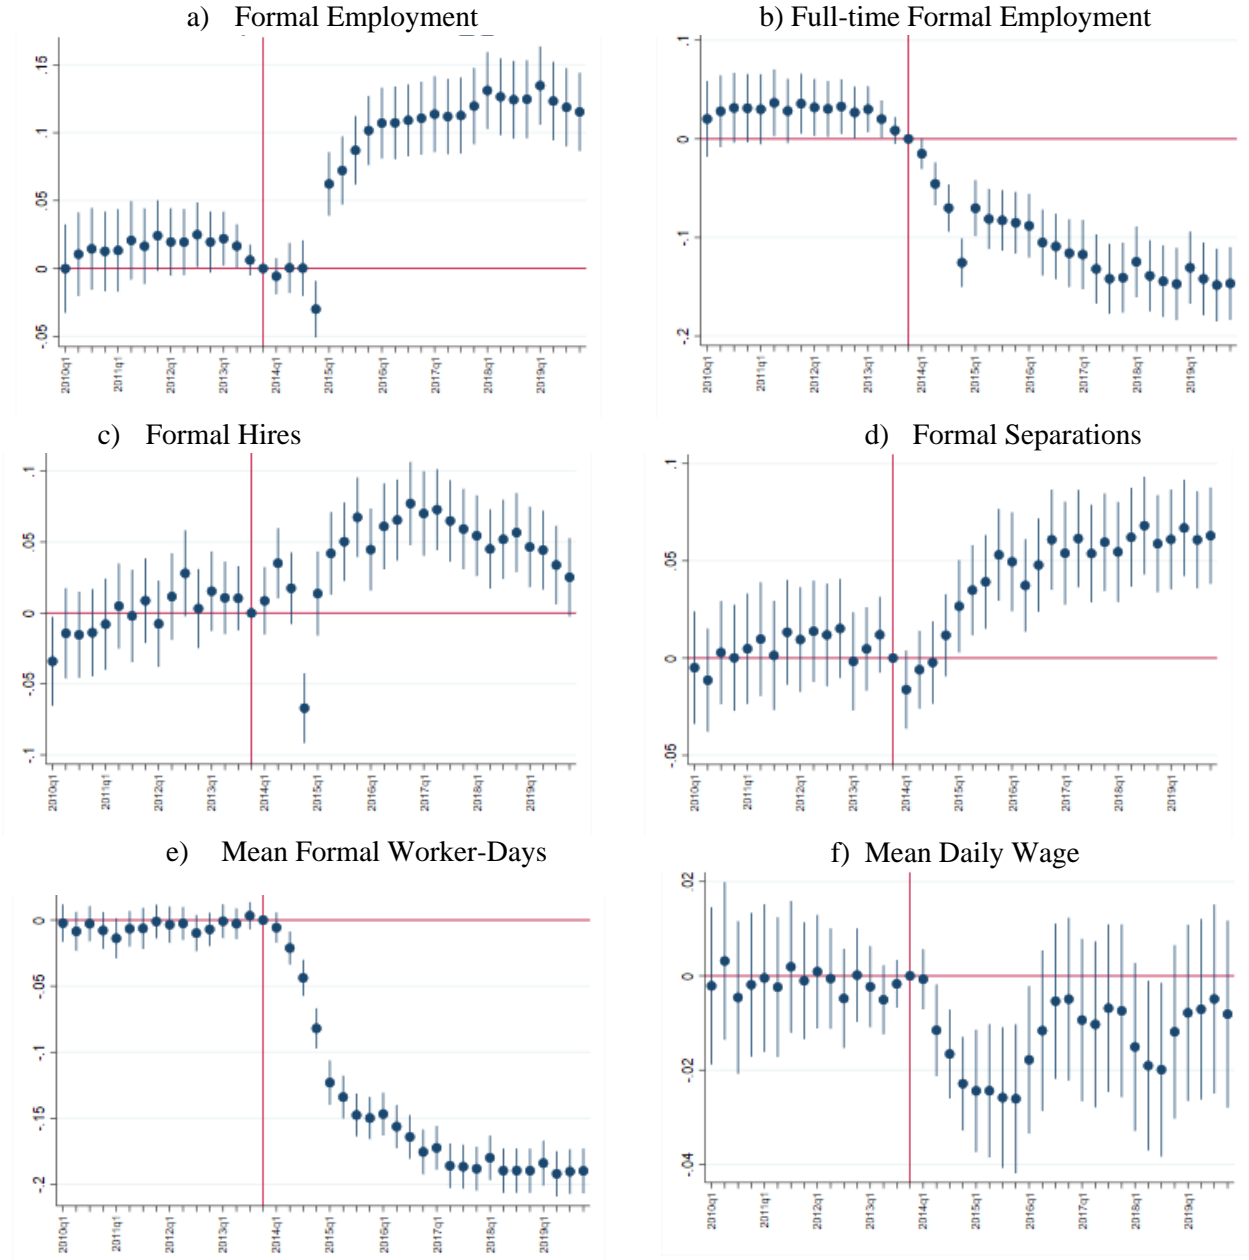 a) Formal Employment
.15
.1
.05
0
-.05
2010q1
2011q1
2012q1
2013q1
2014q1
2015q1
2016q1
2017q1
2018q1
2019q1
b) Full-time Formal Employment
.1
0
-.1
-.2
2010q1
2011q1
2012q1
2013q1
2014q1
2015q1
2016q1
2017q1
2018q1
2019q1
c) Formal Hires
.1
.05
0
-.05
-.1
2010q1
2011q1
2012q1
2013q1
2014q1
2015q1
2016q1
2017q1
2018q1
2019q1
d) Formal Separations
.1
.05
0
-.05
2010q1
2011q1
2012q1
2013q1
2014q1
2015q1
2016q1
2017q1
2018q1
2019q1
e) Mean Formal Worker-Days
0
-.05
-.1
-.15
-.2
2010q1
2011q1
2012q1
2013q1
2014q1
2015q1
2016q1
2017q1
2018q1
2019q1
f) Mean Daily Wage
.02
0
-.02
-.04
2010q1
2011q1
2012q1
2013q1
2014q1
2015q1
2016q1
2017q1
2018q1
2019q1